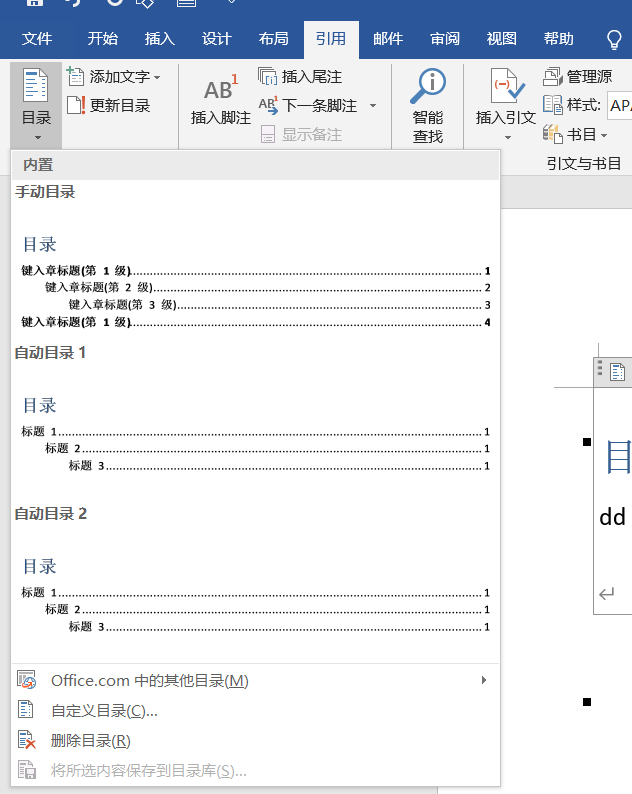 文件 开始 插入 设计 布局 引用 邮件 审阅 视图 帮助
目录
添加文字
更新目录
AB1
插入脚注
插入尾注
下一条脚注
显示备注
智能
查找
插入引文
管理源
样式: APA
书目
引文与书目
内置
手动目录
目录
键入章标题(第 1 级)........ 1
键入章标题(第 2 级)........ 2
键入章标题(第 3 级)........ 3
键入章标题(第 1 级)........ 4
自动目录 1
目录
标题 1........ 1
标题 2........ 1
标题 3........ 1
自动目录 2
目录
标题 1........ 1
标题 2........ 1
标题 3........ 1
Office.com 中的其他目录(M)
自定义目录(C)...
删除目录(R)
将所选内容保存到目录库(S)...
目
dd